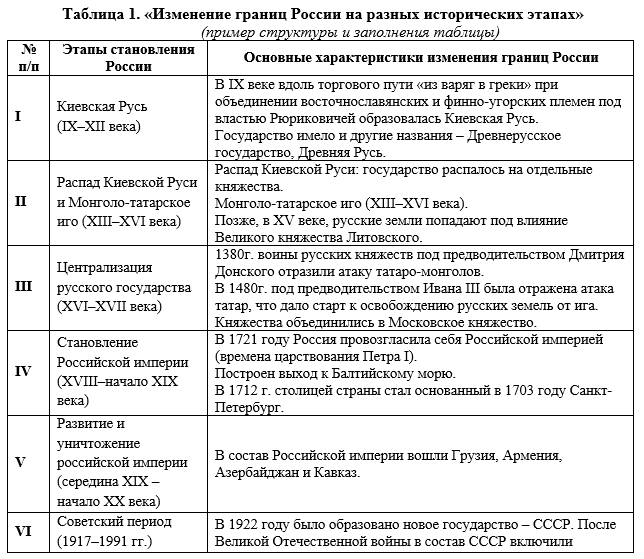 Таблица 1. «Изменение границ России на разных исторических этапах»
(пример структуры и заполнения таблицы)
№ п/п
Этапы становления России
Основные характеристики изменения границ России
I
Киевская Русь
(IX–XII века)
В IX веке вдоль торгового пути «из варяг в греки» при
объединении восточнославянских и финно-угорских племен под
властью Рюриковичей образовалась Киевская Русь.
Государство имело и другие названия – Древнерусское
государство, Древняя Русь.
II
Распад Киевской Руси
и Монголо-татарское
иго (XIII–XVI века)
Распад Киевской Руси: государство распалось на отдельные
княжества.
Монголо-татарское иго (XIII–XVI века).
Позже, в XV веке, русские земли попадают под влияние
Великого княжества Литовского.
III
Централизация
русского государства
(XVI–XVII века)
1380г. воины русских княжеств под предводительством Дмитрия
Донского отразили атаку татаро-монголов.
В 1480г. под предводительством Ивана III была отражена атака
татар, что дало старт к освобождению русских земель от ига.
Княжества объединились в Московское княжество.
IV
Становление
Российской империи
(XVIII–начало XIX
века)
В 1721 году Россия провозгласила себя Российской империей
(времена царствования Петра I).
Построен выход к Балтийскому морю.
В 1712 г. столицей страны стал основанный в 1703 году Санкт-
Петербург.
V
Развитие и
уничтожение
российской империи
(середина XIX –
начало XX века)
В состав Российской империи вошли Грузия, Армения,
Азербайджан и Кавказ.
VI
Советский период
(1917–1991 гг.)
В 1922 году было образовано новое государство – СССР. После
Великой Отечественной войны в состав СССР включили